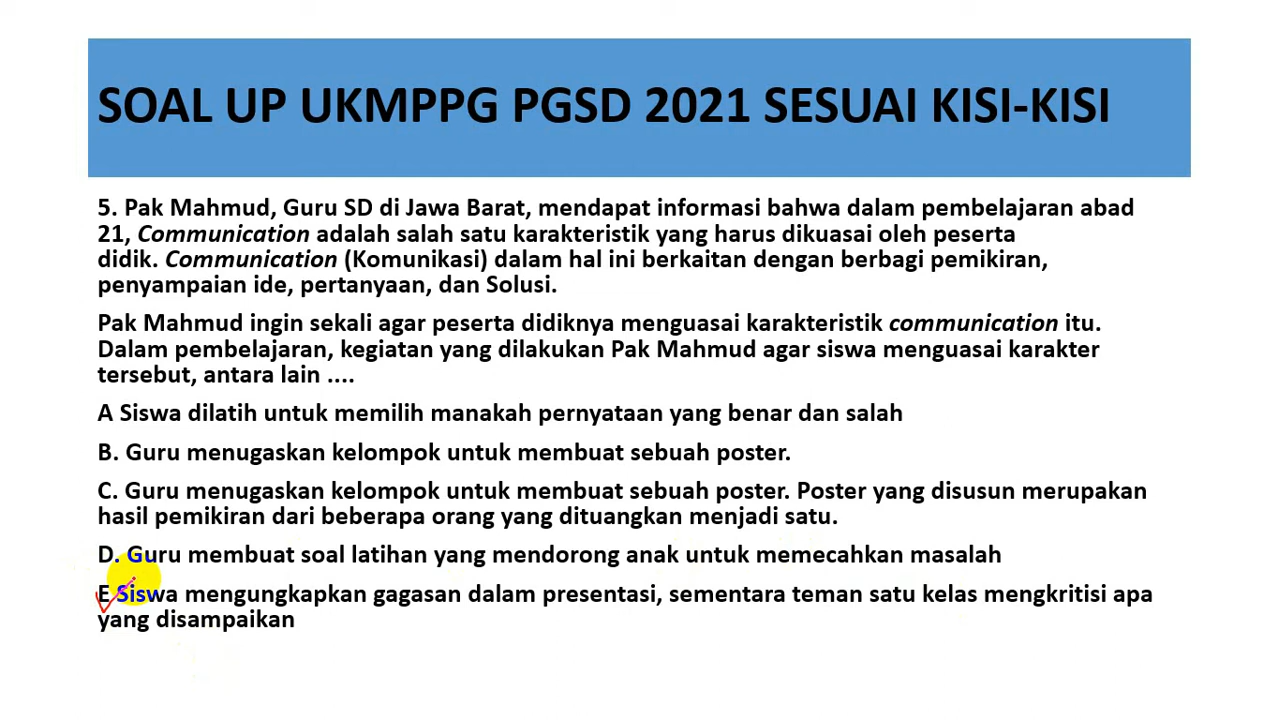 SOAL UP UKMPPG PGSD 2021 SESUAI KISI-KISI
5. Pak Mahmud, Guru SD di Jawa Barat, mendapat informasi bahwa dalam pembelajaran abad
21, Communication adalah salah satu karakteristik yang harus dikuasai oleh peserta
didik. Communication (Komunikasi) dalam hal ini berkaitan dengan berbagi pemikiran,
penyampaian ide, pertanyaan, dan Solusi.
Pak Mahmud ingin sekali agar peserta didiknya menguasai karakteristik communication itu.
Dalam pembelajaran, kegiatan yang dilakukan Pak Mahmud agar siswa menguasai karakter
tersebut, antara lain ....
A Siswa dilatih untuk memilih manakah pernyataan yang benar dan salah
B. Guru menugaskan kelompok untuk membuat sebuah poster.
C. Guru menugaskan kelompok untuk membuat sebuah poster. Poster yang disusun merupakan
hasil pemikiran dari beberapa orang yang dituangkan menjadi satu.
D. Guru membuat soal latihan yang mendorong anak untuk memecahkan masalah
E Siswa mengungkapkan gagasan dalam presentasi, sementara teman satu kelas mengkritisi apa
yang disampaikan